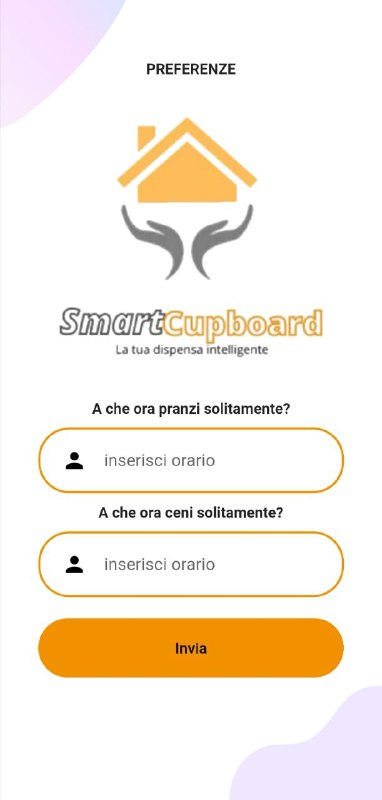 PREFERENZE
SmartCupboard
La tua dispensa intelligente
A che ora pranzi solitamente?
inserisci orario
A che ora ceni solitamente?
inserisci orario
Invia